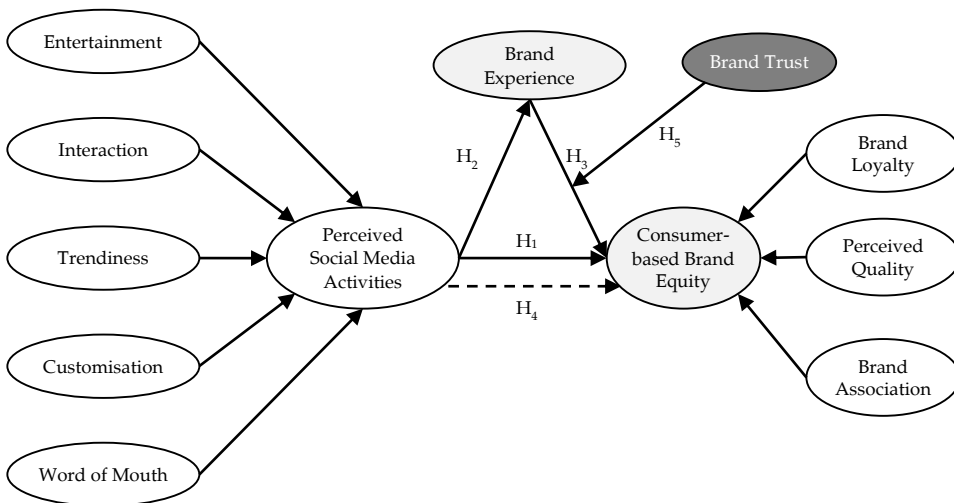 Entertainment
Interaction
Trendiness
Customisation
Word of Mouth
Perceived
Social Media
Activities
Brand
Experience
Brand Trust
H2
H3
H5
H1
H4
Consumer-
based Brand
Equity
Brand
Loyalty
Perceived
Quality
Brand
Association